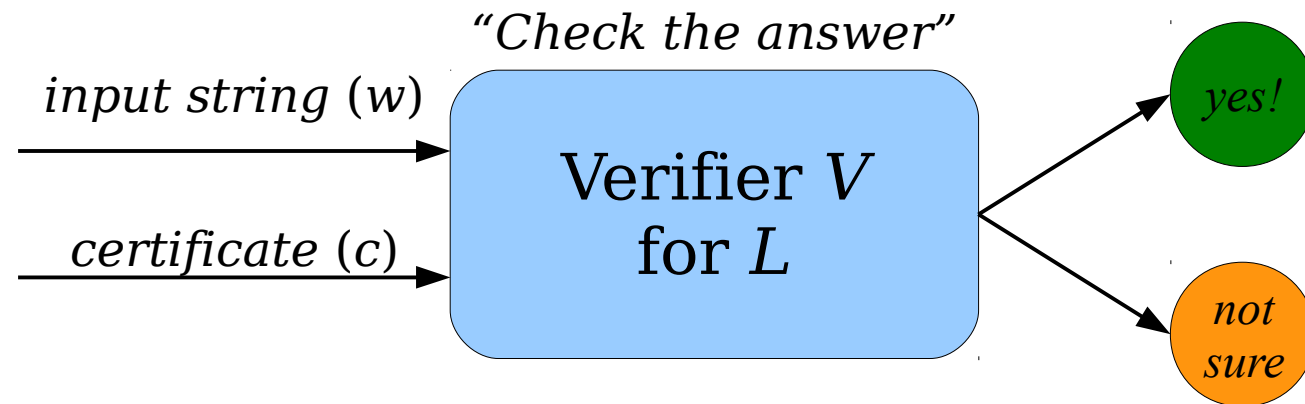 “Check the answer”
input string (w)
certificate (c)
Verifier V
for L
yes!
not
sure